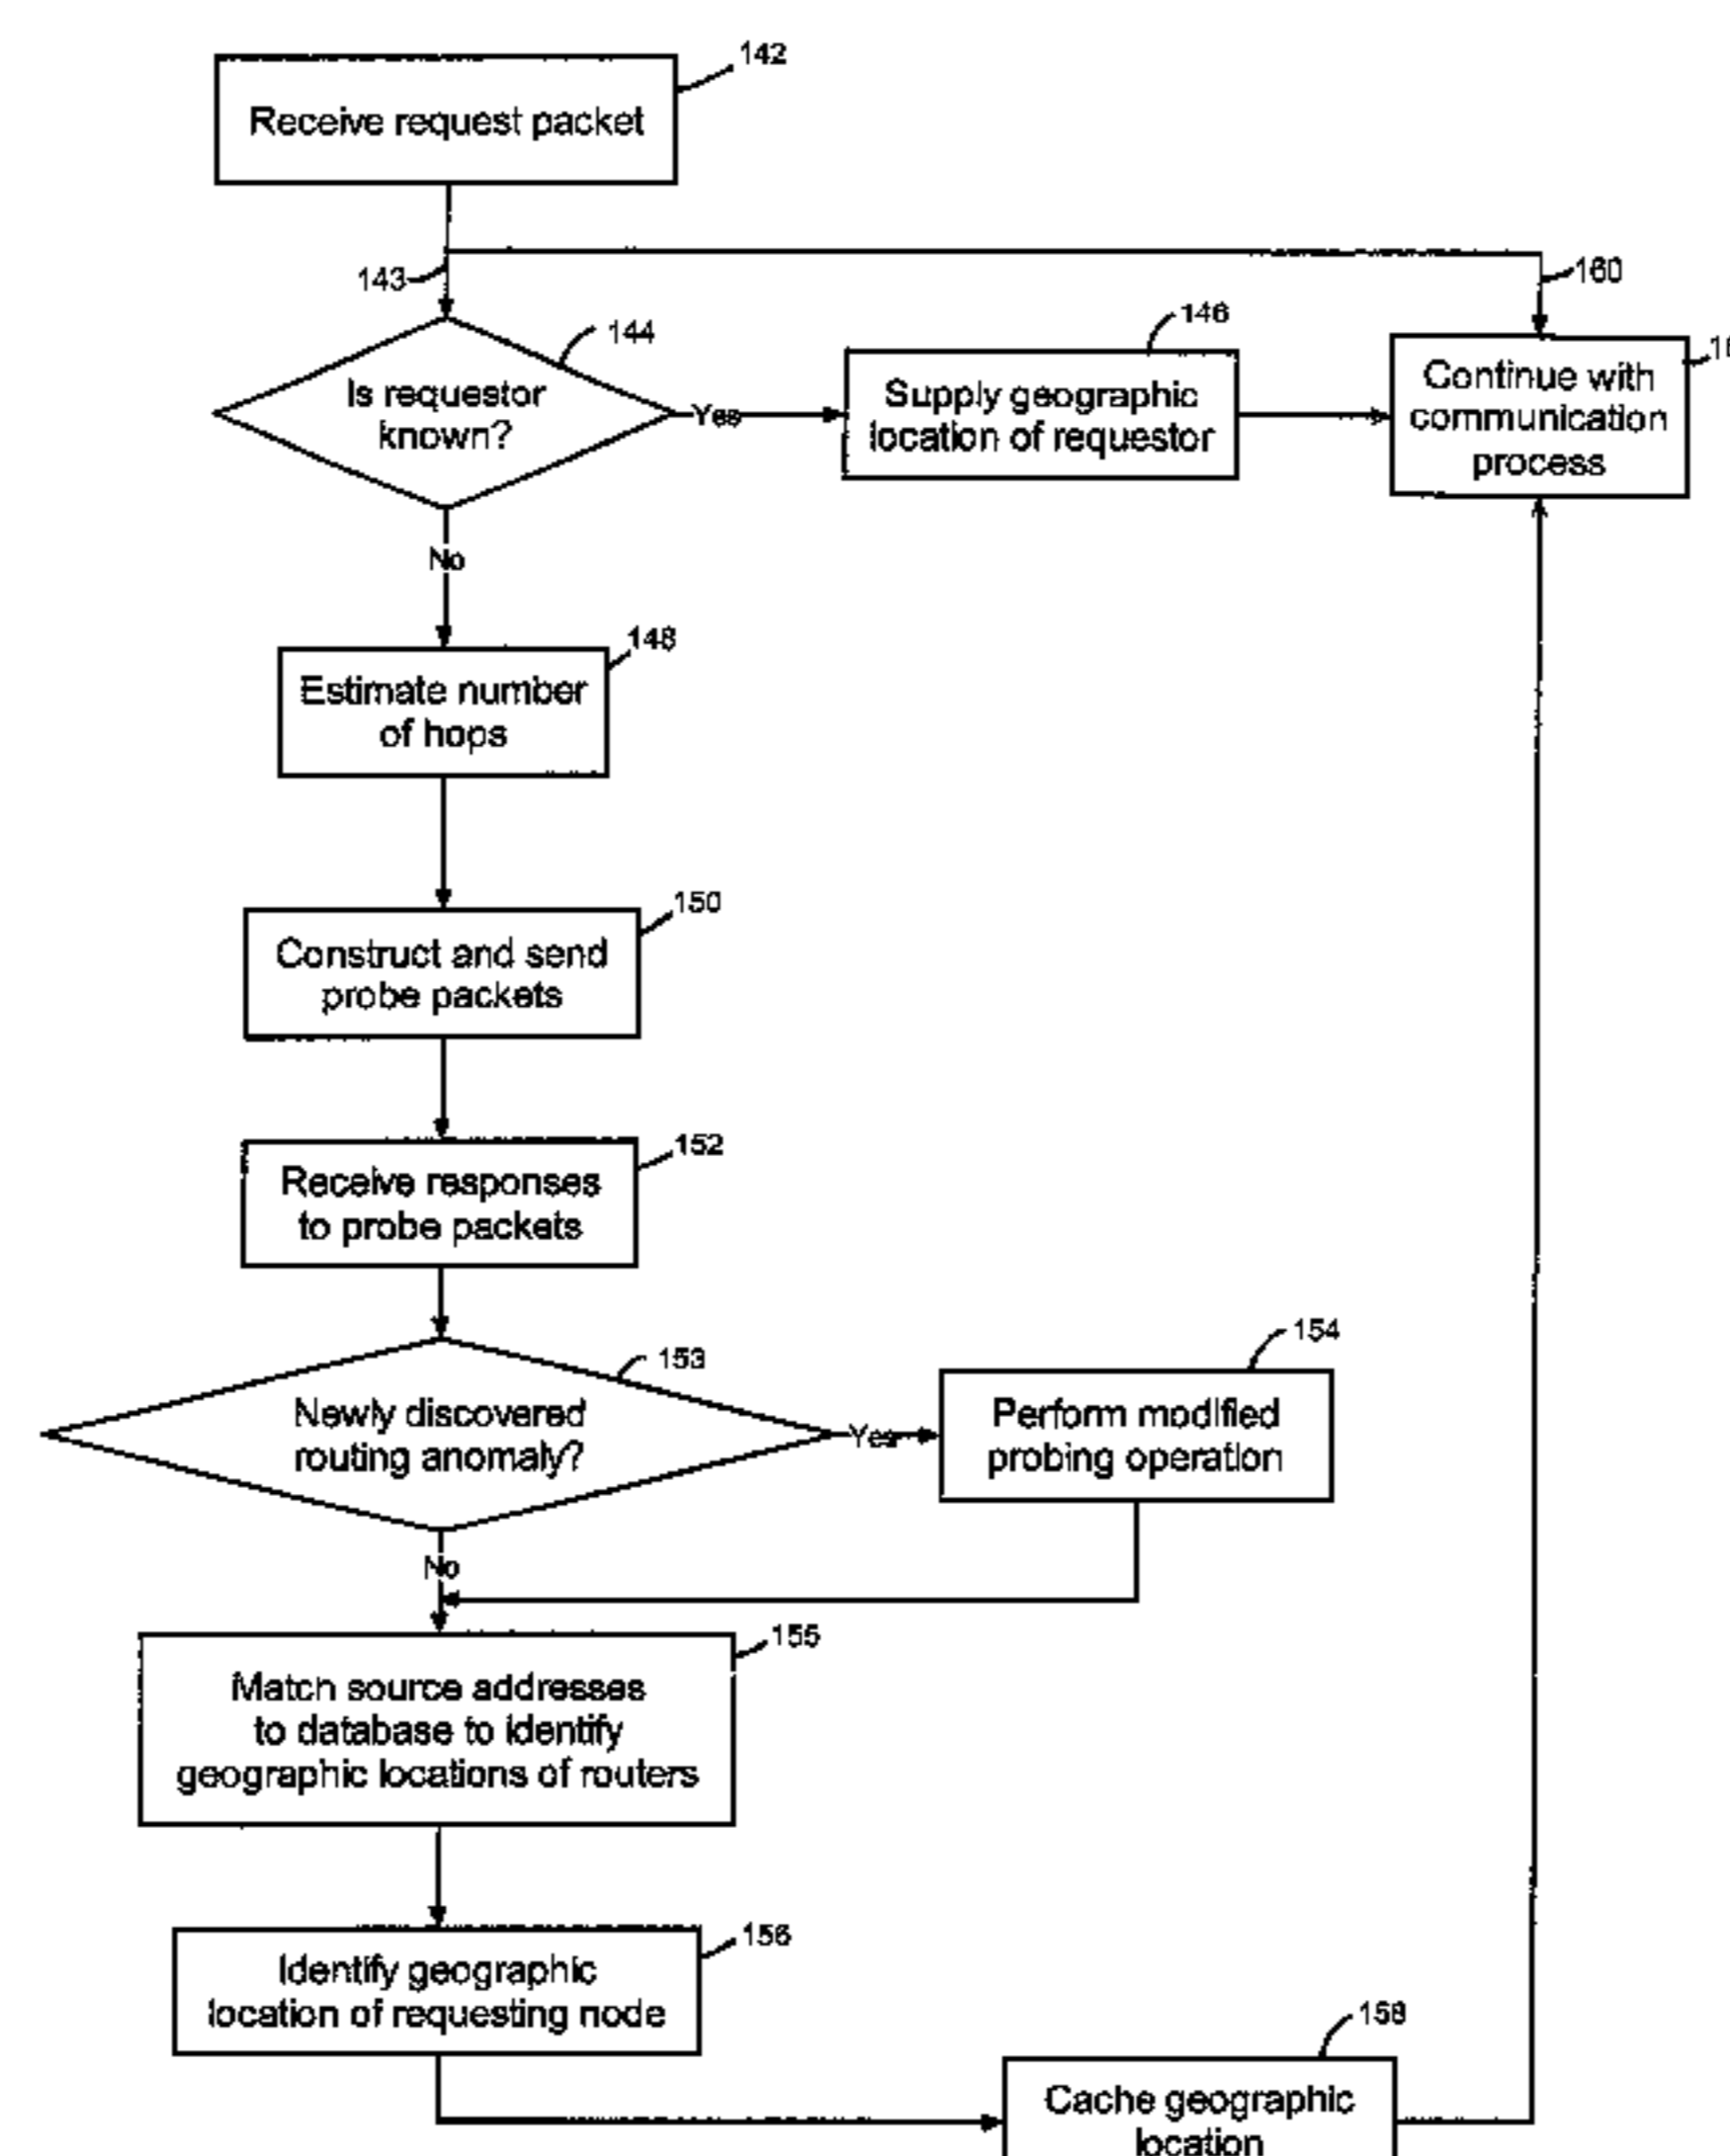 142
Receive request packet
143
160
144
146
Is requestor
known?
Yes
Supply geographic
location of requestor
Continue with
communication
process
No
148
Estimate number
of hops
150
Construct and send
probe packets
152
Receive responses
to probe packets
153
154
Newly discovered
routing anomaly?
Yes
Perform modified
probing operation
No
155
Match source addresses
to database to identify
geographic locations of routers
156
Identify geographic
location of requesting node
158
Cache geographic
location